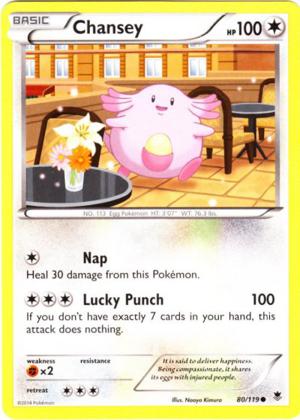 BASIC
Chansey
HP 100
NO. 113 Egg Pokémon HT: 3'07" WT: 76.3 lbs.
Nap
Heal 30 damage from this Pokémon.
Lucky Punch 100
If you don't have exactly 7 cards in your hand, this
attack does nothing.
weakness resistance
×2
retreat
It is said to deliver happiness.
Being compassionate, it shares
its eggs with injured people.
Illus. Naoyo Kimura
80/119